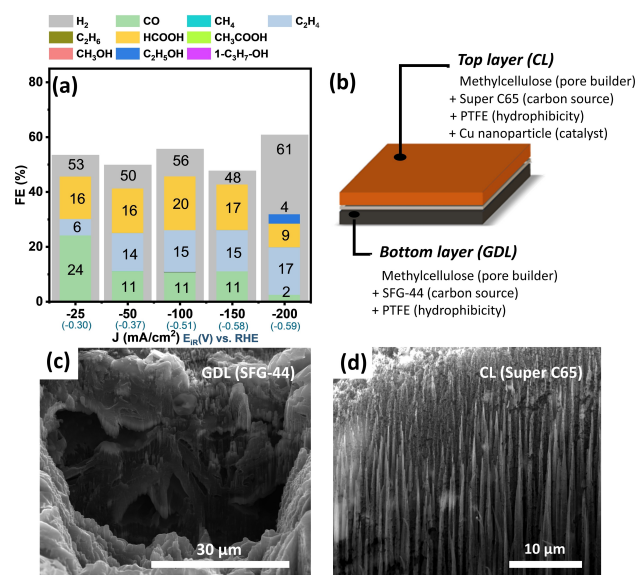 H₂ CO CH₄ C₂H₄
C₂H₆ HCOOH CH₃COOH
CH₃OH C₂H₅OH 1-C₃H₇-OH
(a)
FE (%)
80
60
40
20
0
53
16
6
24
50
16
14
11
56
20
15
11
48
17
15
11
61
4
9
17
2
-25 -50 -100 -150 -200
(-0.30) (-0.37) (-0.51) (-0.58) (-0.59)
J (mA/cm²) E_iR(V) vs. RHE
(b)
Top layer (CL)
Methylcellulose (pore builder)
+ Super C65 (carbon source)
+ PTFE (hydrophibicity)
+ Cu nanoparticle (catalyst)
Bottom layer (GDL)
Methylcellulose (pore builder)
+ SFG-44 (carbon source)
+ PTFE (hydrophibicity)
(c)
GDL (SFG-44)
30 µm
(d)
CL (Super C65)
10 µm